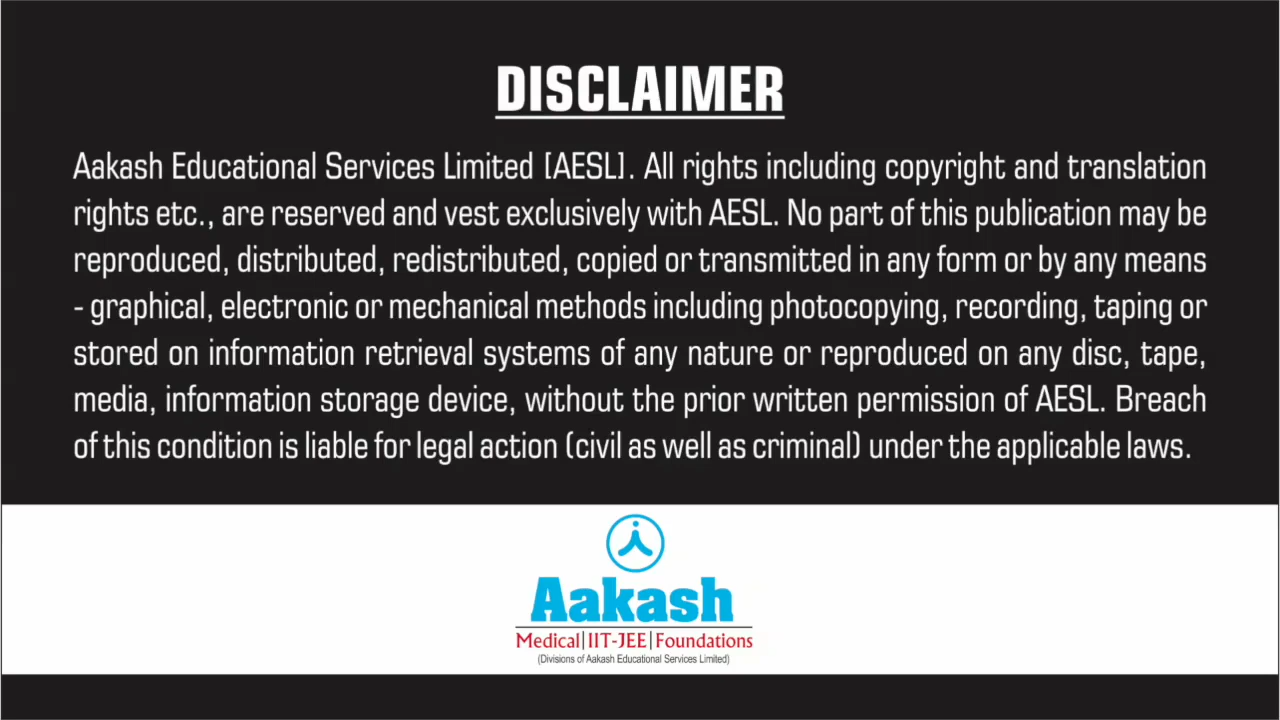 DISCLAIMER
Aakash Educational Services Limited [AESL]. All rights including copyright and translation
rights etc., are reserved and vest exclusively with AESL. No part of this publication may be
reproduced, distributed, redistributed, copied or transmitted in any form or by any means
- graphical, electronic or mechanical methods including photocopying, recording, taping or
stored on information retrieval systems of any nature or reproduced on any disc, tape,
media, information storage device, without the prior written permission of AESL. Breach
of this condition is liable for legal action (civil as well as criminal) under the applicable laws.
Aakash
Medical|IIT-JEE|Foundations
(Divisions of Aakash Educational Services Limited)